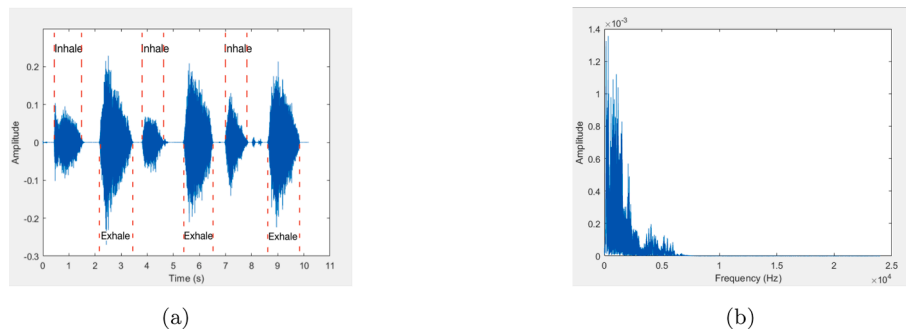 Inhale Inhale Inhale
0.2
0.1
0
-0.1
-0.2
-0.3
Amplitude
Exhale Exhale Exhale
0 1 2 3 4 5 6 7 8 9 10 11
Time (s)
(a)
×10⁻³
1.4
1.2
1
0.8
0.6
0.4
0.2
0
Amplitude
0 0.5 1 1.5 2 2.5
Frequency (Hz)
×10⁴
(b)